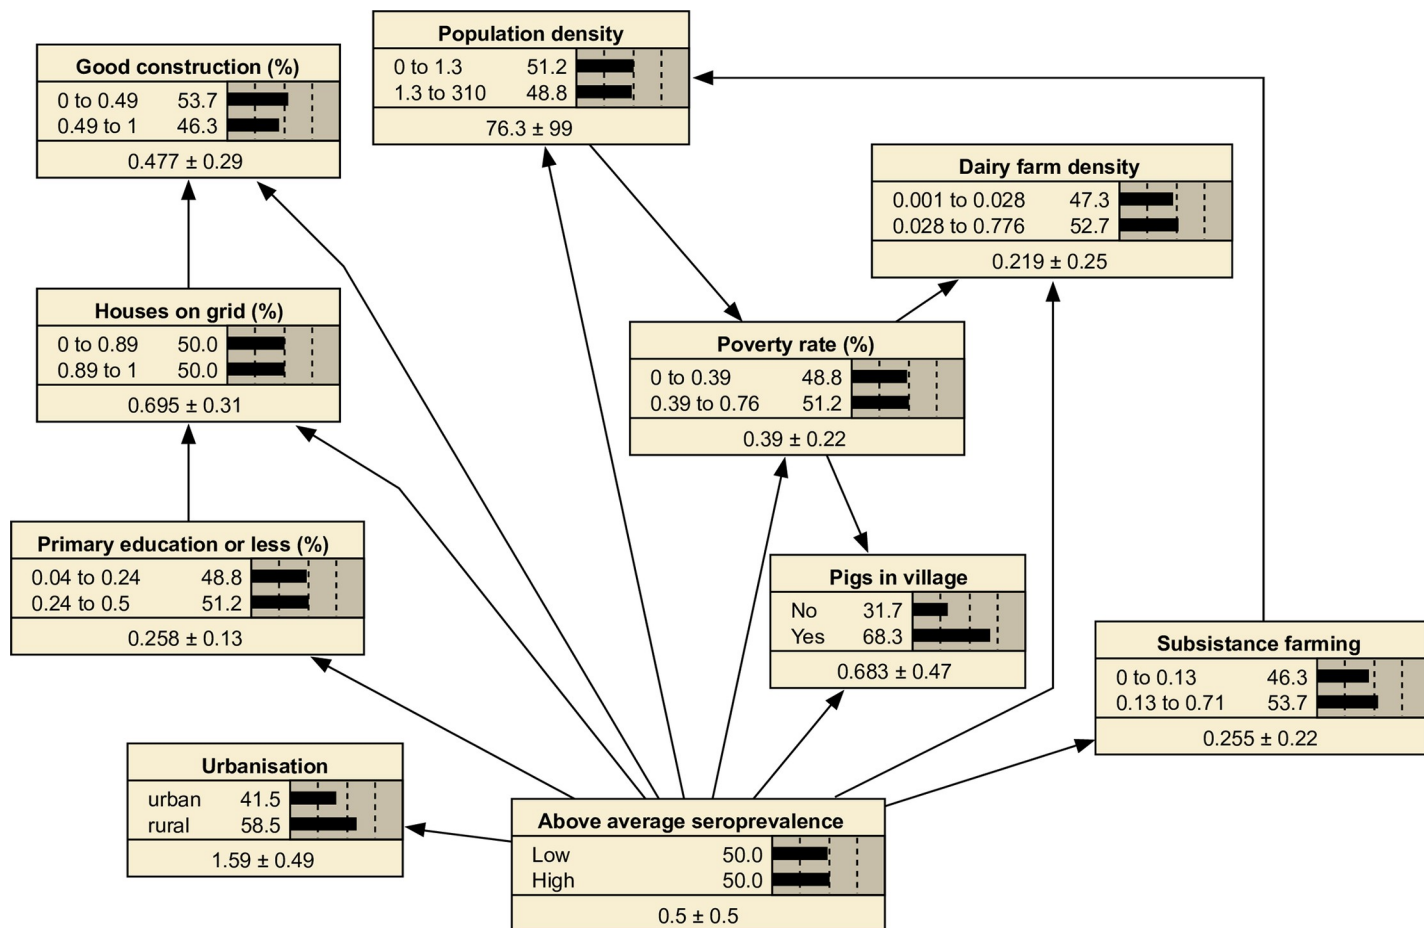 Population density
0 to 1.3 51.2
1.3 to 310 48.8
76.3 ± 99
Good construction (%)
0 to 0.49 53.7
0.49 to 1 46.3
0.477 ± 0.29
Dairy farm density
0.001 to 0.028 47.3
0.028 to 0.776 52.7
0.219 ± 0.25
Houses on grid (%)
0 to 0.89 50.0
0.89 to 1 50.0
0.695 ± 0.31
Poverty rate (%)
0 to 0.39 48.8
0.39 to 0.76 51.2
0.39 ± 0.22
Primary education or less (%)
0.04 to 0.24 48.8
0.24 to 0.5 51.2
0.258 ± 0.13
Pigs in village
No 31.7
Yes 68.3
0.683 ± 0.47
Subsistance farming
0 to 0.13 46.3
0.13 to 0.71 53.7
0.255 ± 0.22
Urbanisation
urban 41.5
rural 58.5
1.59 ± 0.49
Above average seroprevalence
Low 50.0
High 50.0
0.5 ± 0.5